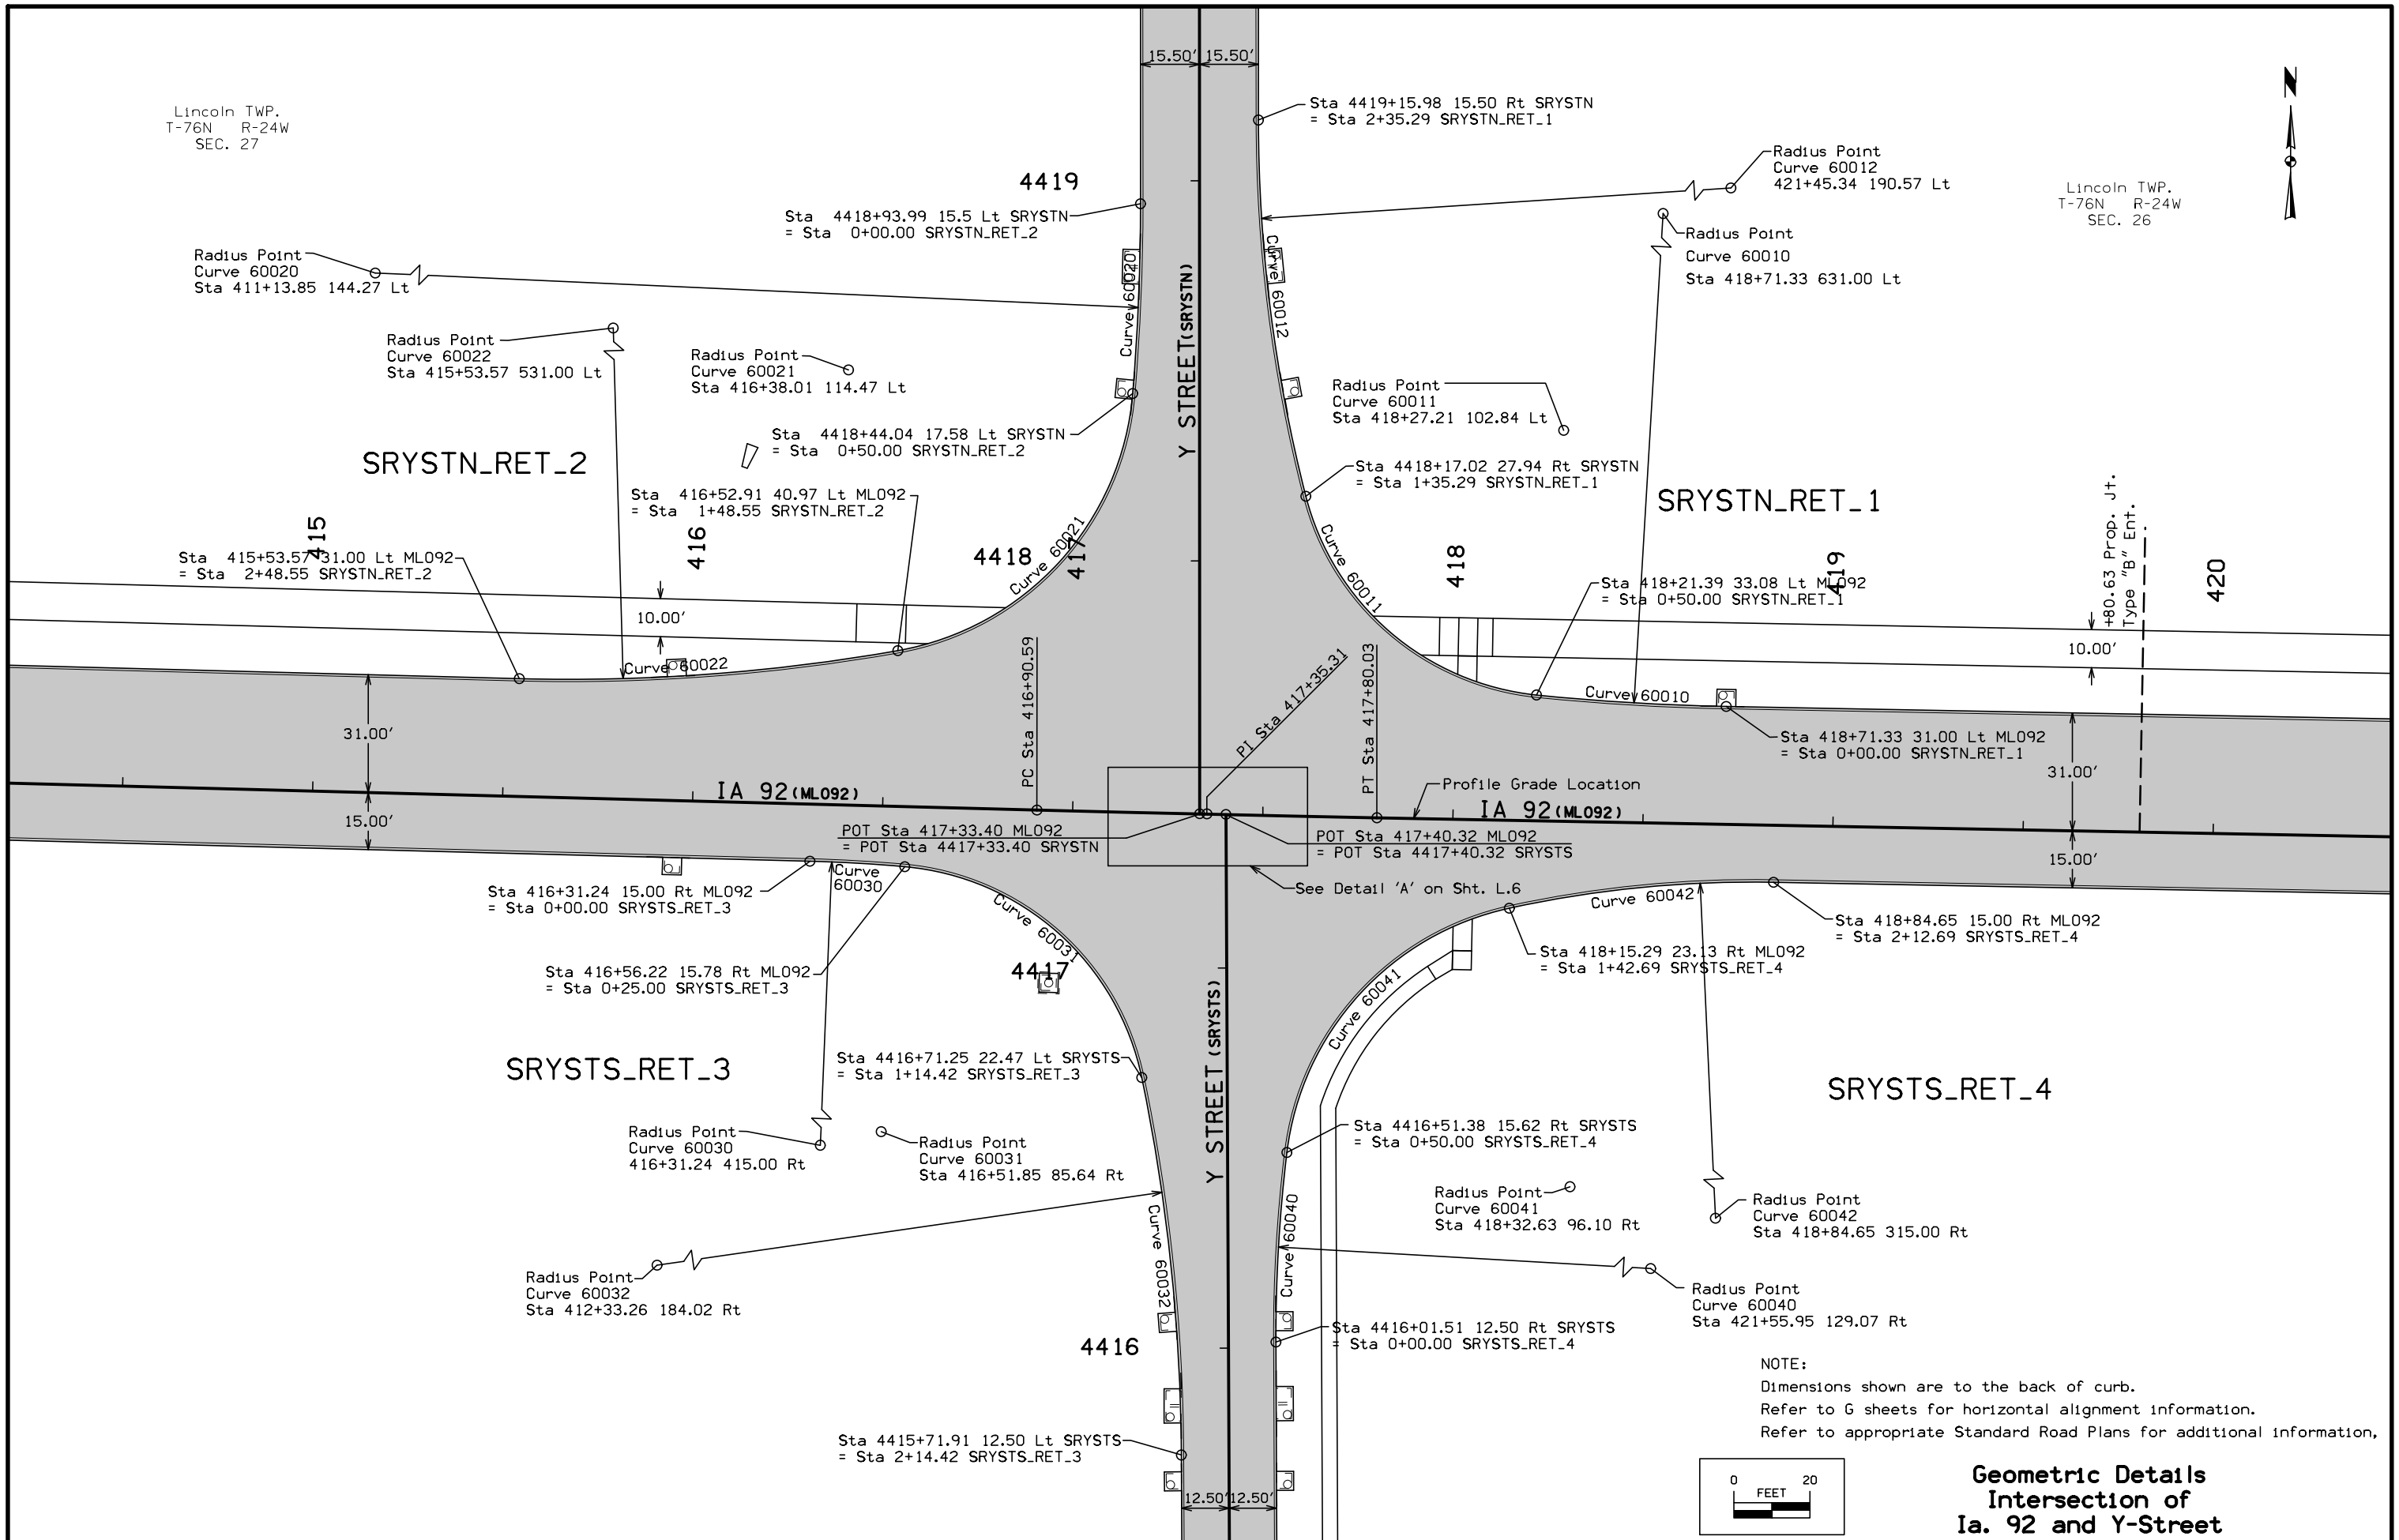 15.50′ 15.50′
Lincoln TWP.
T-76N R-24W
SEC. 27
Sta 4419+15.98 15.50 Rt SRYSTN
= Sta 2+35.29 SRYSTN_RET_1
N
Radius Point
Curve 60012
421+45.34 190.57 Lt
Lincoln TWP.
T-76N R-24W
SEC. 26
4419
Sta 4418+93.99 15.5 Lt SRYSTN
= Sta 0+00.00 SRYSTN_RET_2
Radius Point
Curve 60010
Sta 418+71.33 631.00 Lt
Radius Point
Curve 60020
Sta 411+13.85 144.27 Lt
Curve 60020
Y STREET(SRYSTN)
Curve 60012
Radius Point
Curve 60022
Sta 415+53.57 531.00 Lt
Radius Point
Curve 60021
Sta 416+38.01 114.47 Lt
Radius Point
Curve 60011
Sta 418+27.21 102.84 Lt
Sta 4418+44.04 17.58 Lt SRYSTN
= Sta 0+50.00 SRYSTN_RET_2
SRYSTN_RET_2
Sta 4418+17.02 27.94 Rt SRYSTN
= Sta 1+35.29 SRYSTN_RET_1
SRYSTN_RET_1
Sta 416+52.91 40.97 Lt ML092
= Sta 1+48.55 SRYSTN_RET_2
+80.63 Prop. Jt.
Type "B" Ent.
415
416
4418
417
418
419
420
Curve 60021
Curve 60011
Sta 415+53.57 31.00 Lt ML092
= Sta 2+48.55 SRYSTN_RET_2
Sta 418+21.39 33.08 Lt ML092
= Sta 0+50.00 SRYSTN_RET_1
10.00′
10.00′
Curve 60022
PC Sta 416+90.59
PI Sta 417+35.31
PT Sta 417+80.03
Curve 60010
31.00′
Sta 418+71.33 31.00 Lt ML092
= Sta 0+00.00 SRYSTN_RET_1
31.00′
Profile Grade Location
IA 92(ML092)
IA 92(ML092)
15.00′
POT Sta 417+33.40 ML092
= POT Sta 4417+33.40 SRYSTN
POT Sta 417+40.32 ML092
= POT Sta 4417+40.32 SRYSTS
15.00′
See Detail 'A' on Sht. L.6
Curve
60030
Sta 416+31.24 15.00 Rt ML092
= Sta 0+00.00 SRYSTS_RET_3
Curve 60031
Curve 60042
Sta 418+84.65 15.00 Rt ML092
= Sta 2+12.69 SRYSTS_RET_4
Sta 418+15.29 23.13 Rt ML092
= Sta 1+42.69 SRYSTS_RET_4
Sta 416+56.22 15.78 Rt ML092
= Sta 0+25.00 SRYSTS_RET_3
4417
Curve 60041
Y STREET (SRYSTS)
SRYSTS_RET_3
Sta 4416+71.25 22.47 Lt SRYSTS
= Sta 1+14.42 SRYSTS_RET_3
SRYSTS_RET_4
Radius Point
Curve 60030
416+31.24 415.00 Rt
Radius Point
Curve 60031
Sta 416+51.85 85.64 Rt
Sta 4416+51.38 15.62 Rt SRYSTS
= Sta 0+50.00 SRYSTS_RET_4
Radius Point
Curve 60041
Sta 418+32.63 96.10 Rt
Radius Point
Curve 60042
Sta 418+84.65 315.00 Rt
Curve 60032
Curve 60040
Radius Point
Curve 60032
Sta 412+33.26 184.02 Rt
Radius Point
Curve 60040
Sta 421+55.95 129.07 Rt
4416
Sta 4416+01.51 12.50 Rt SRYSTS
= Sta 0+00.00 SRYSTS_RET_4
NOTE:
Dimensions shown are to the back of curb.
Refer to G sheets for horizontal alignment information.
Refer to appropriate Standard Road Plans for additional information,
Sta 4415+71.91 12.50 Lt SRYSTS
= Sta 2+14.42 SRYSTS_RET_3
12.50′ 12.50′
0 20
FEET
Geometric Details
Intersection of
Ia. 92 and Y-Street